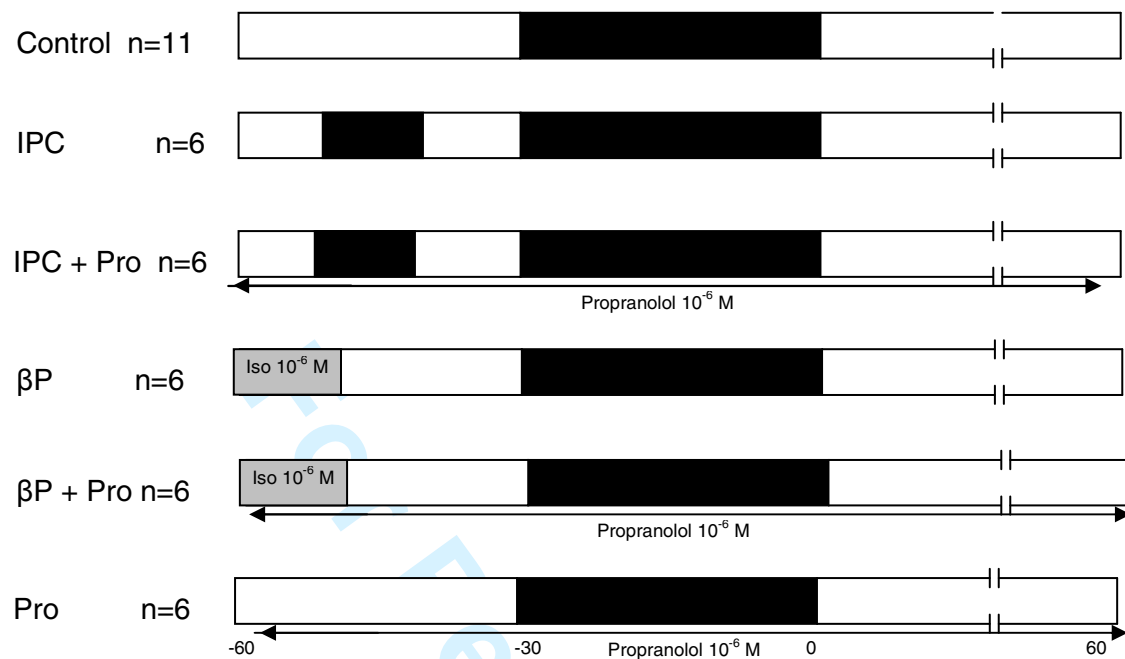 Control n=11
IPC n=6
IPC + Pro n=6
Propranolol 10⁻⁶ M
βP n=6
Iso 10⁻⁶ M
βP + Pro n=6
Iso 10⁻⁶ M
Propranolol 10⁻⁶ M
Pro n=6
-60 -30 Propranolol 10⁻⁶ M 0 60